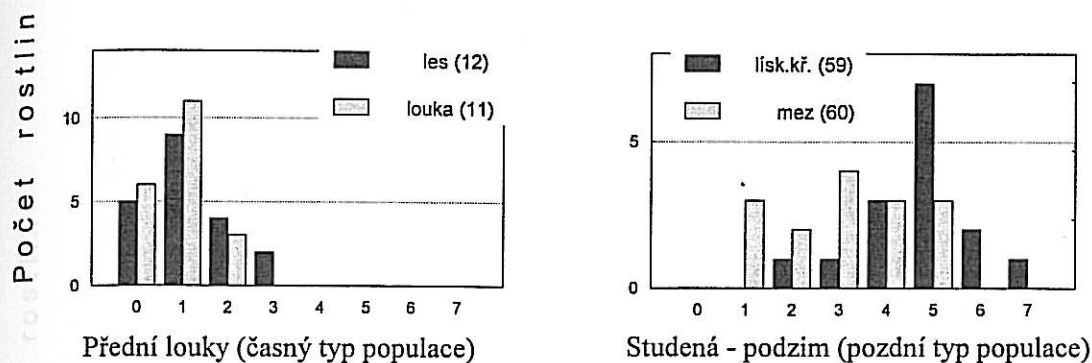 Počet rostlin
les (12)
louka (11)
10
5
0
0 1 2 3 4 5 6 7
Přední louky (časný typ populace)
lísk.kř. (59)
mez (60)
5
0
0 1 2 3 4 5 6 7
Studená - podzim (pozdní typ populace)